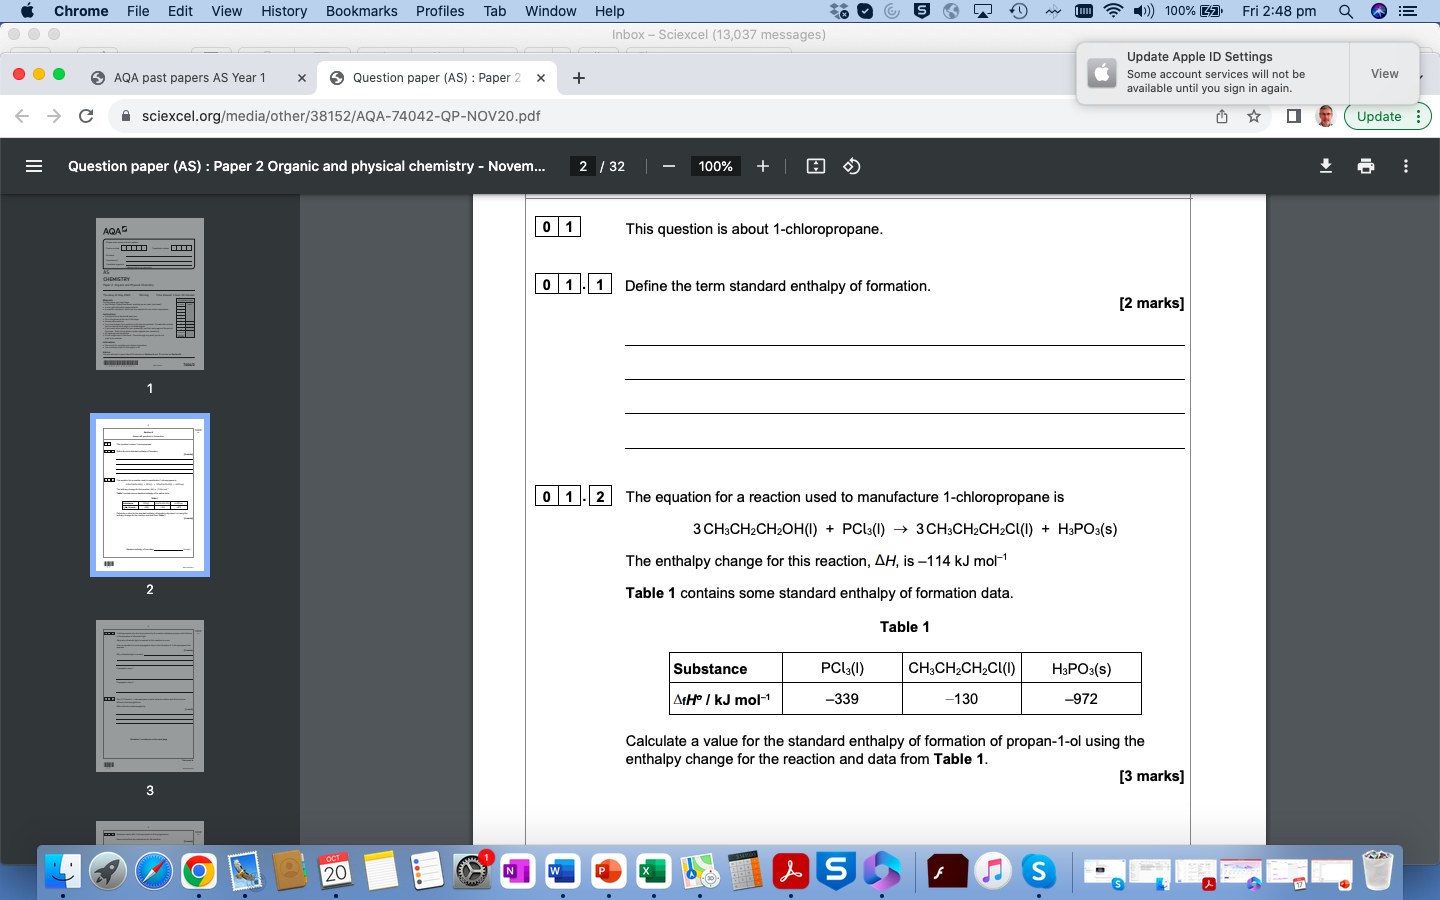 Chrome File Edit View History Bookmarks Profiles Tab Window Help 100% Fri 2:48 pm
Inbox – Sciexcel (13,037 messages)
Update Apple ID Settings
Some account services will not be
available until you sign in again.
View
AQA past papers AS Year 1
Question paper (AS) : Paper 2
sciexcel.org/media/other/38152/AQA-74042-QP-NOV20.pdf
Update
Question paper (AS) : Paper 2 Organic and physical chemistry - Novem...
2 / 32
100%
AQA
AS
CHEMISTRY
1
2
3
0 1 This question is about 1-chloropropane.
0 1 . 1 Define the term standard enthalpy of formation.
[2 marks]
0 1 . 2 The equation for a reaction used to manufacture 1-chloropropane is
3 CH₃CH₂CH₂OH(l) + PCl₃(l) → 3 CH₃CH₂CH₂Cl(l) + H₃PO₃(s)
The enthalpy change for this reaction, ΔH, is –114 kJ mol⁻¹
Table 1 contains some standard enthalpy of formation data.
Table 1
Substance PCl₃(l) CH₃CH₂CH₂Cl(l) H₃PO₃(s)
ΔfHᶱ / kJ mol⁻¹ –339 –130 –972
Calculate a value for the standard enthalpy of formation of propan-1-ol using the
enthalpy change for the reaction and data from Table 1.
[3 marks]
OCT
20
1
N
W
P
X
S
S
17